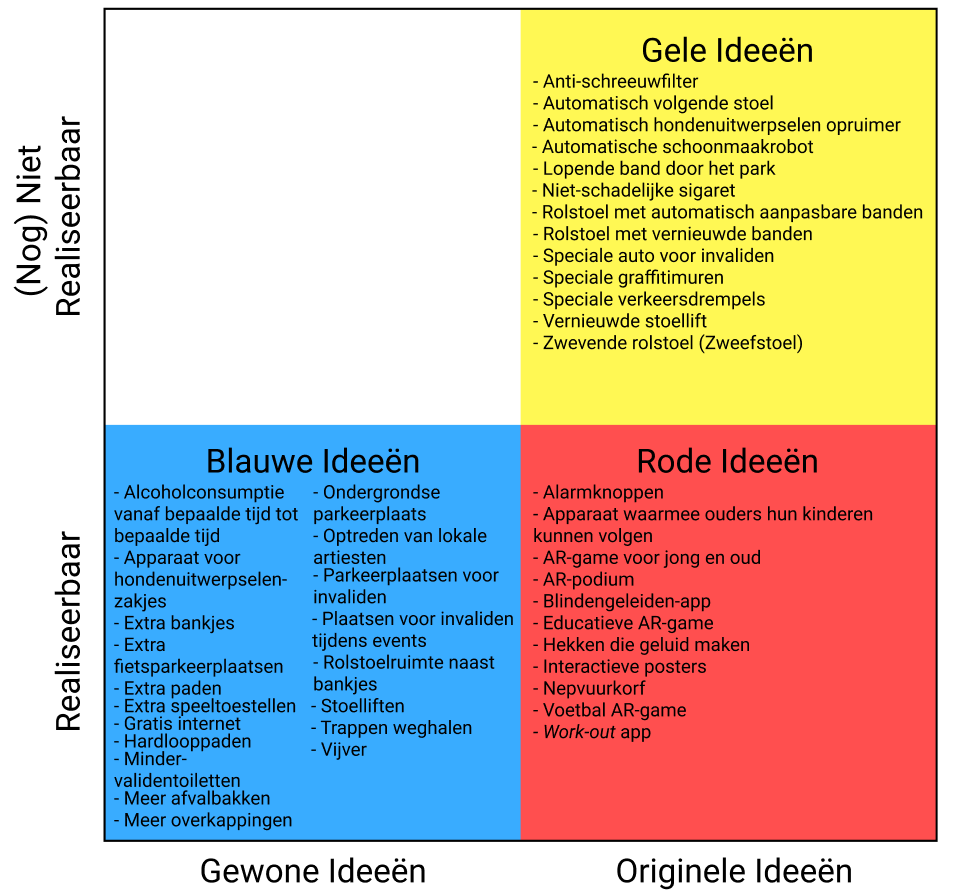 (Nog) Niet
Realiseerbaar
Gele Ideeën
- Anti-schreeuwfilter
- Automatisch volgende stoel
- Automatisch hondenuitwerpselen opruimer
- Automatische schoonmaakrobot
- Lopende band door het park
- Niet-schadelijke sigaret
- Rolstoel met automatisch aanpasbare banden
- Rolstoel met vernieuwde banden
- Speciale auto voor invaliden
- Speciale graffitimuren
- Speciale verkeersdrempels
- Vernieuwde stoellift
- Zwevende rolstoel (Zweefstoel)
Realiseerbaar
Blauwe Ideeën
- Alcoholconsumptie
vanaf bepaalde tijd tot
bepaalde tijd
- Apparaat voor
hondenuitwerpselen-
zakjes
- Extra bankjes
- Extra
fietsparkeerplaatsen
- Extra paden
- Extra speeltoestellen
- Gratis internet
- Hardlooppaden
- Minder-
validentoiletten
- Meer afvalbakken
- Meer overkappingen
- Ondergrondse
parkeerplaats
- Optreden van lokale
artiesten
- Parkeerplaatsen voor
invaliden
- Plaatsen voor invaliden
tijdens events
- Rolstoelruimte naast
bankjes
- Stoelliften
- Trappen weghalen
- Vijver
Rode Ideeën
- Alarmknoppen
- Apparaat waarmee ouders hun kinderen
kunnen volgen
- AR-game voor jong en oud
- AR-podium
- Blindengeleiden-app
- Educatieve AR-game
- Hekken die geluid maken
- Interactieve posters
- Nepvuurkorf
- Voetbal AR-game
- Work-out app
Gewone Ideeën
Originele Ideeën